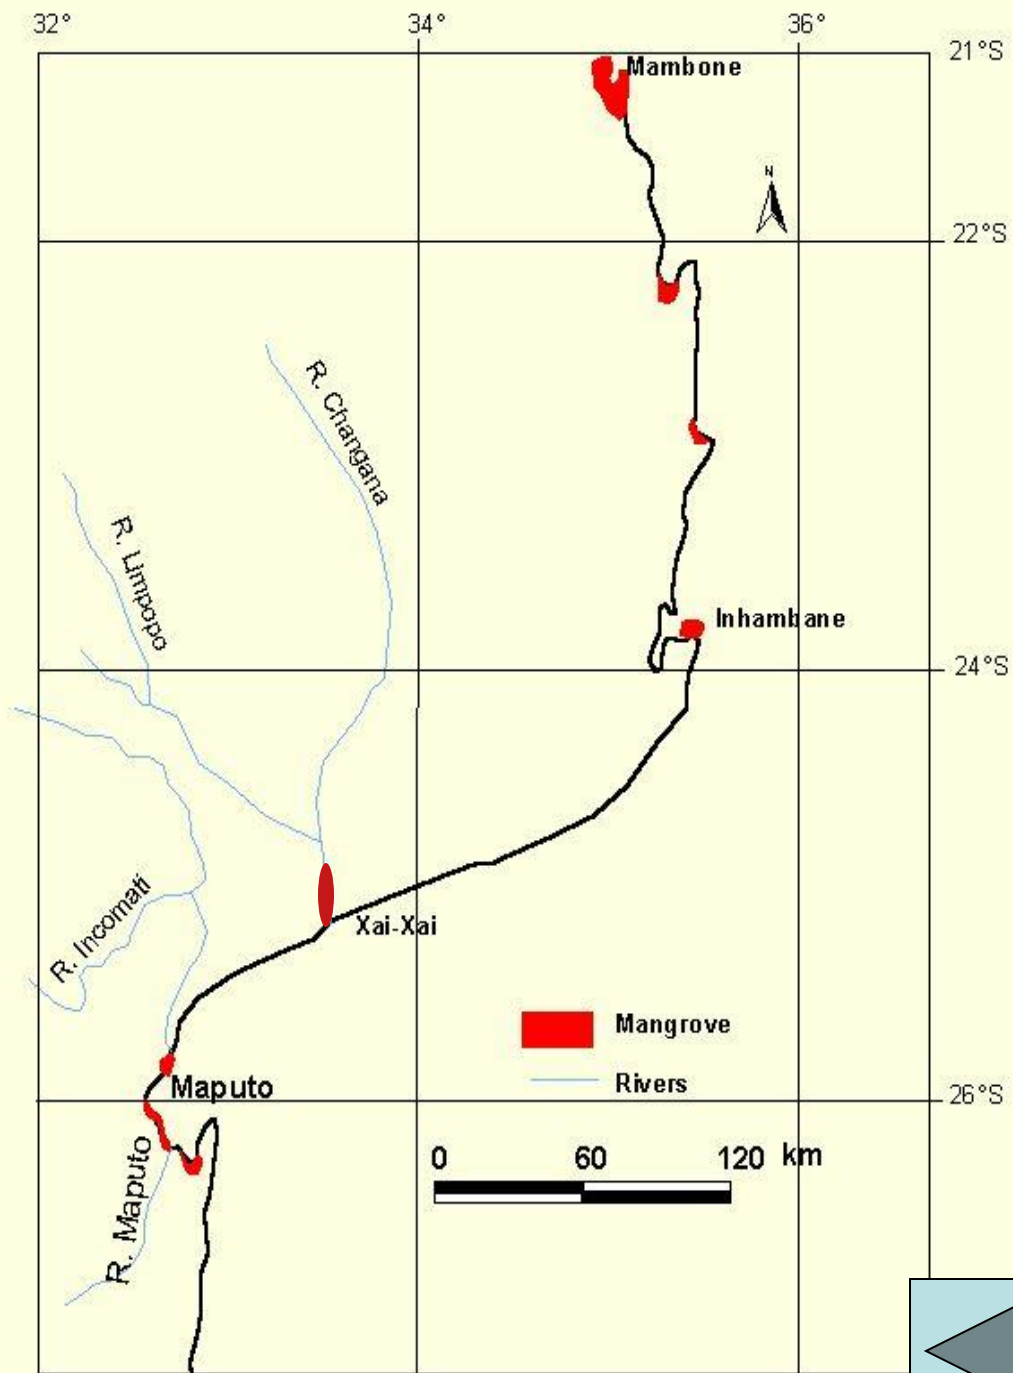 32°
34°
36°
21°S
Mambone
N
22°S
R. Changana
R. Limpopo
Inhambane
24°S
R. Incomati
Xai-Xai
Mangrove
Rivers
Maputo
26°S
R. Maputo
0 60 120 km